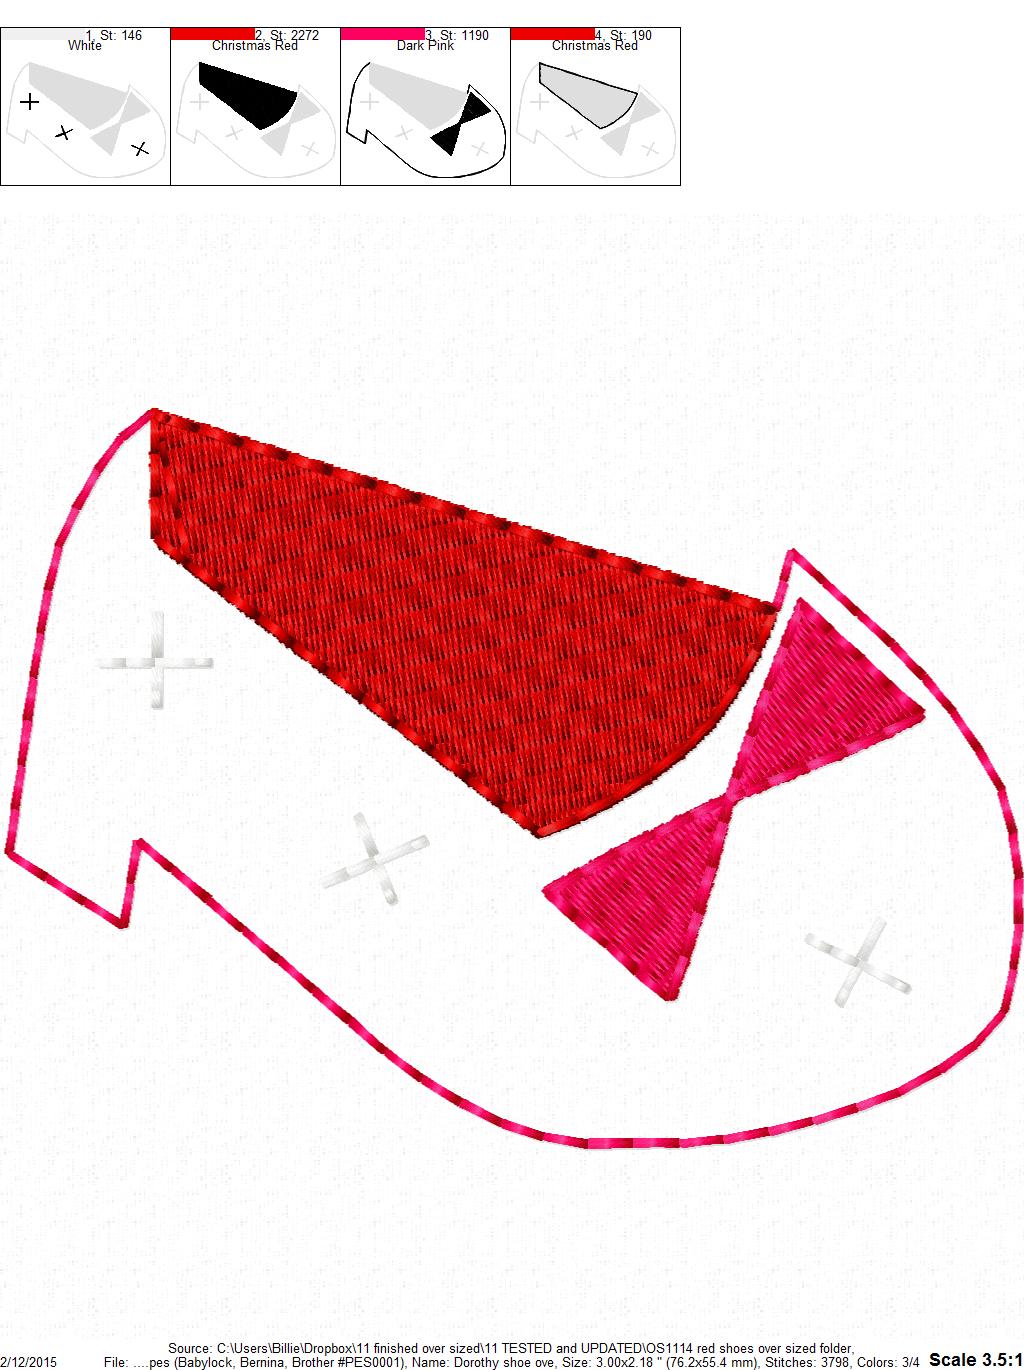 1, St: 146
White
2, St: 2272
Christmas Red
3, St: 1190
Dark Pink
4, St: 190
Christmas Red
Source: C:\Users\Billie\Dropbox\11 finished over sized\11 TESTED and UPDATED\OS1114 red shoes over sized folder,
2/12/2015 File: ....pes (Babylock, Bernina, Brother #PES0001), Name: Dorothy shoe ove, Size: 3.00x2.18 " (76.2x55.4 mm), Stitches: 3798, Colors: 3/4 Scale 3.5:1